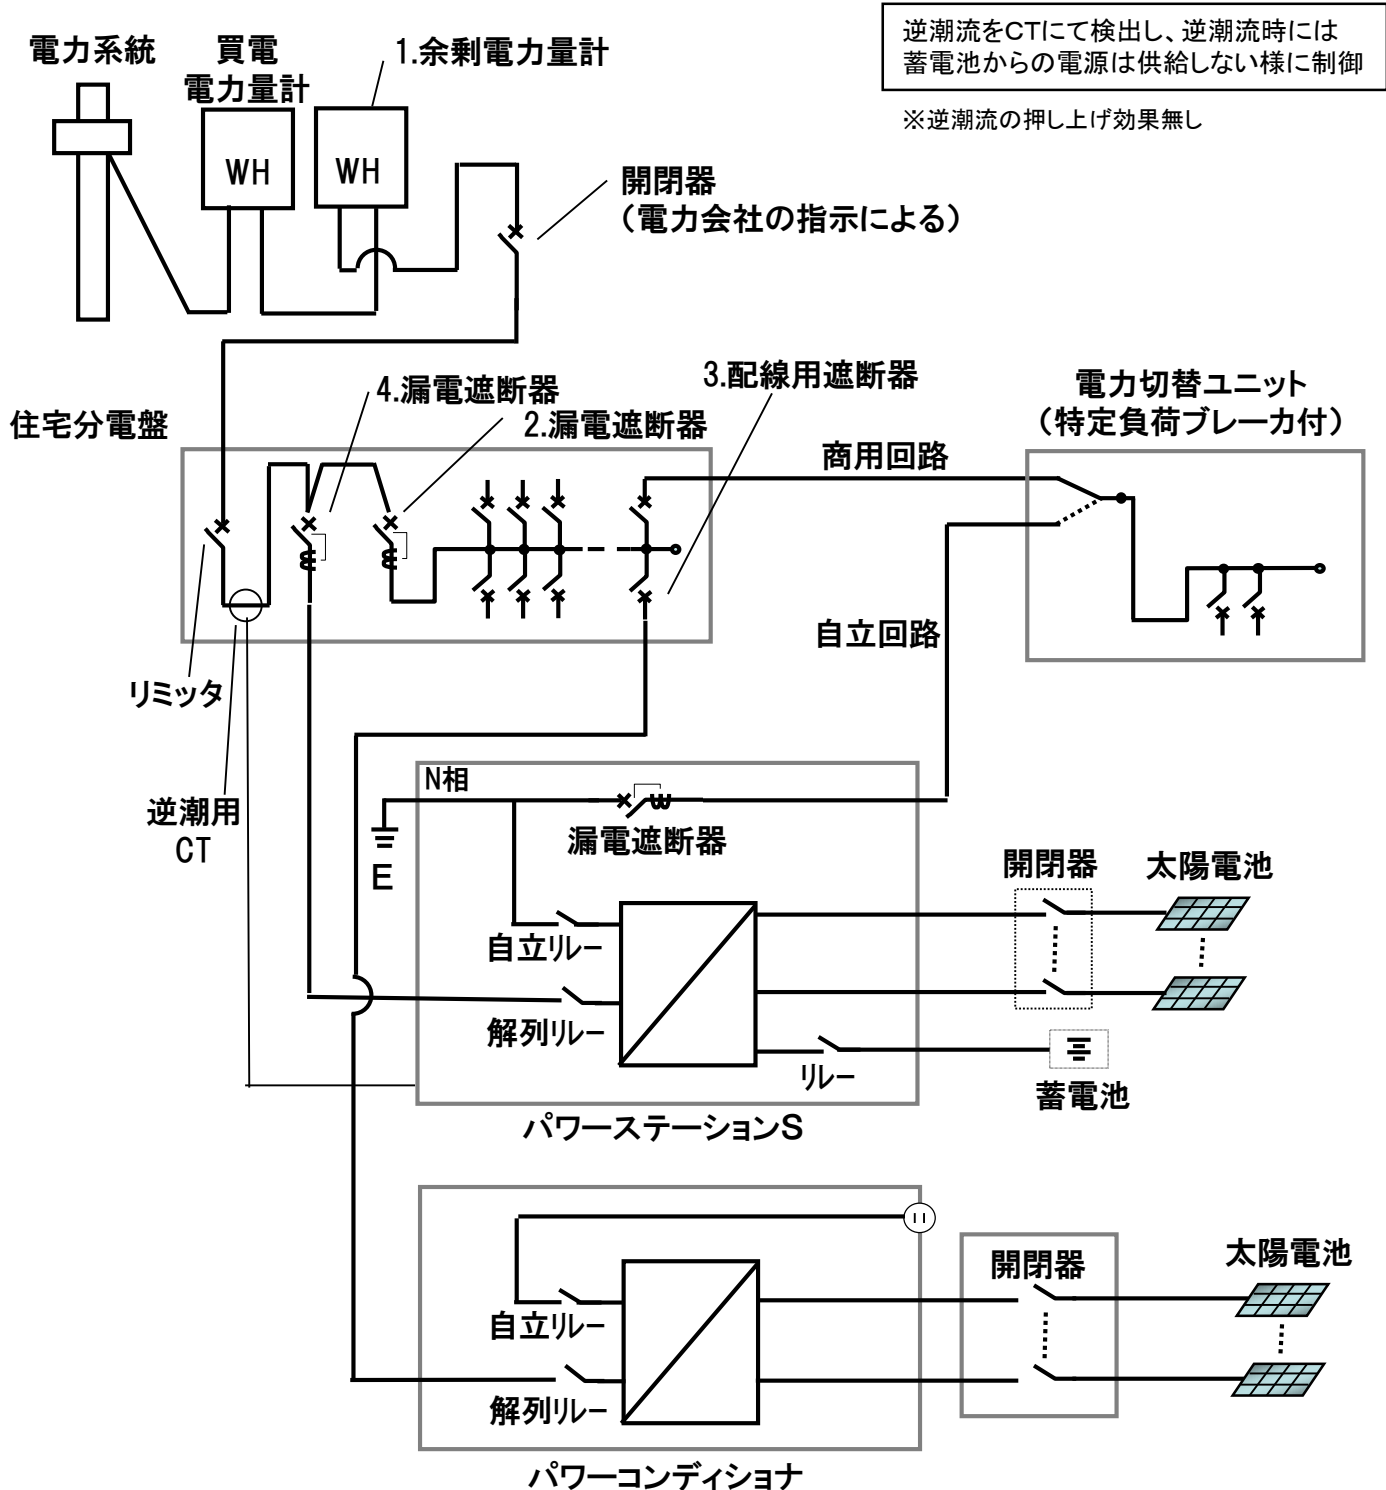 逆潮流をCTにて検出し、逆潮流時には
蓄電池からの電源は供給しない様に制御
※逆潮流の押し上げ効果無し
電力系統
買電
電力量計
1.余剰電力量計
WH
WH
開閉器
（電力会社の指示による）
4.漏電遮断器
2.漏電遮断器
3.配線用遮断器
電力切替ユニット
（特定負荷ブレーカ付）
住宅分電盤
商用回路
自立回路
リミッタ
逆潮用
CT
N相
E
漏電遮断器
開閉器
太陽電池
自立リレー
解列リレー
リレー
蓄電池
パワーステーションS
開閉器
太陽電池
自立リレー
解列リレー
パワーコンディショナ